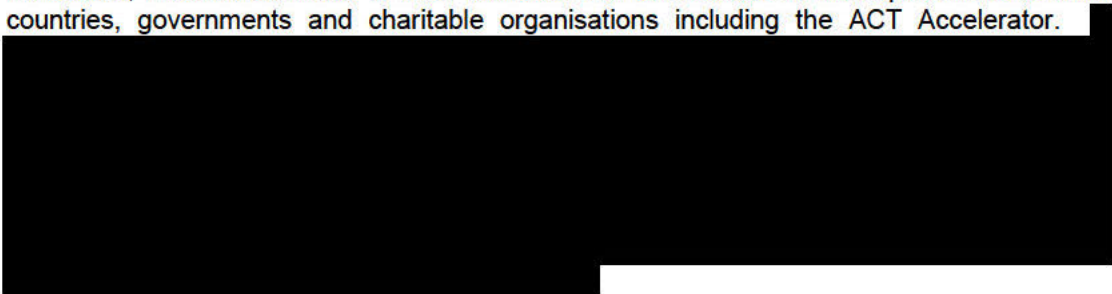 countries, governments and charitable organisations including the ACT Accelerator.